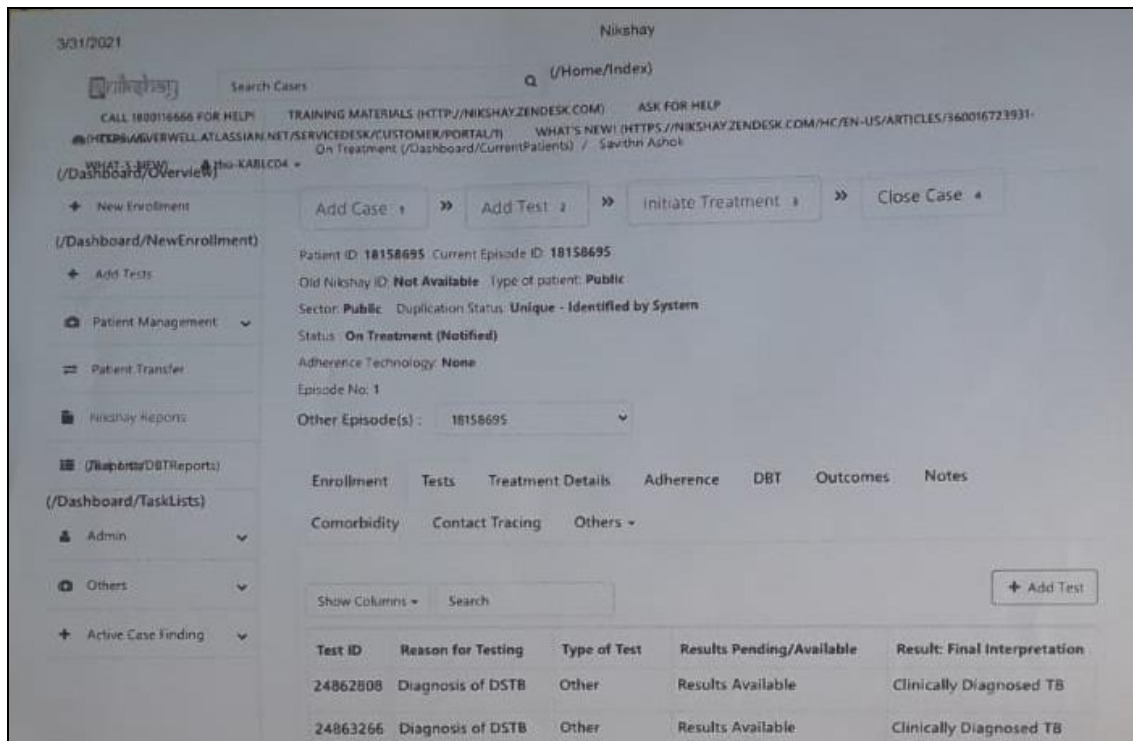 3/31/2021
Nikshay
nikshay
Search Cases
(/Home/Index)
CALL 1800116666 FOR HELP!
TRAINING MATERIALS (HTTP://NIKSHAY.ZENDESK.COM)
ASK FOR HELP
WHAT'S NEW! (HTTPS://NIKSHAY.ZENDESK.COM/HC/EN-US/ARTICLES/360016723931-
On Treatment (/Dashboard/CurrentPatients) / Savithri Ashok
(/Dashboard/Overview)
+ New Enrollment
Add Case 1 » Add Test 2 » Initiate Treatment 3 » Close Case 4
(/Dashboard/NewEnrollment)
Patient ID: 18158695 Current Episode ID: 18158695
+ Add Tests
Old Nikshay ID: Not Available Type of patient: Public
Sector: Public Duplication Status: Unique - Identified by System
Patient Management
Status: On Treatment (Notified)
Patient Transfer
Adherence Technology: None
Episode No: 1
Nikshay Reports
Other Episode(s) : 18158695
Enrollment Tests Treatment Details Adherence DBT Outcomes Notes
(/Dashboard/TaskLists)
Comorbidity Contact Tracing Others
Admin
Others
+ Add Test
Show Columns Search
+ Active Case Finding
Test ID Reason for Testing Type of Test Results Pending/Available Result: Final Interpretation
24862808 Diagnosis of DSTB Other Results Available Clinically Diagnosed TB
24863266 Diagnosis of DSTB Other Results Available Clinically Diagnosed TB